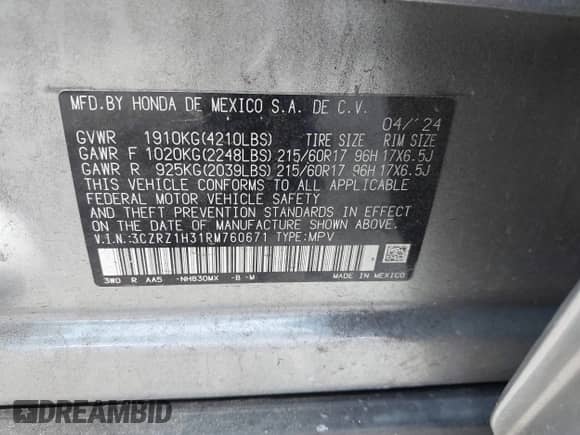 MFD.BY HONDA DE MEXICO S.A. DE C.V.
04/'24
GVWR 1910KG(4210LBS) TIRE SIZE RIM SIZE
GAWR F 1020KG(2248LBS) 215/60R17 96H 17X6.5J
GAWR R 925KG(2039LBS) 215/60R17 96H 17X6.5J
THIS VEHICLE CONFORMS TO ALL APPLICABLE
FEDERAL MOTOR VEHICLE SAFETY
AND THEFT PREVENTION STANDARDS IN EFFECT
ON THE DATE OF MANUFACTURE SHOWN ABOVE.
V.I.N.:3CZRZ1H31RM760671 TYPE:MPV
3W0 R AA5 -NH830MX -B -M MADE IN MEXICO
DREAMBID